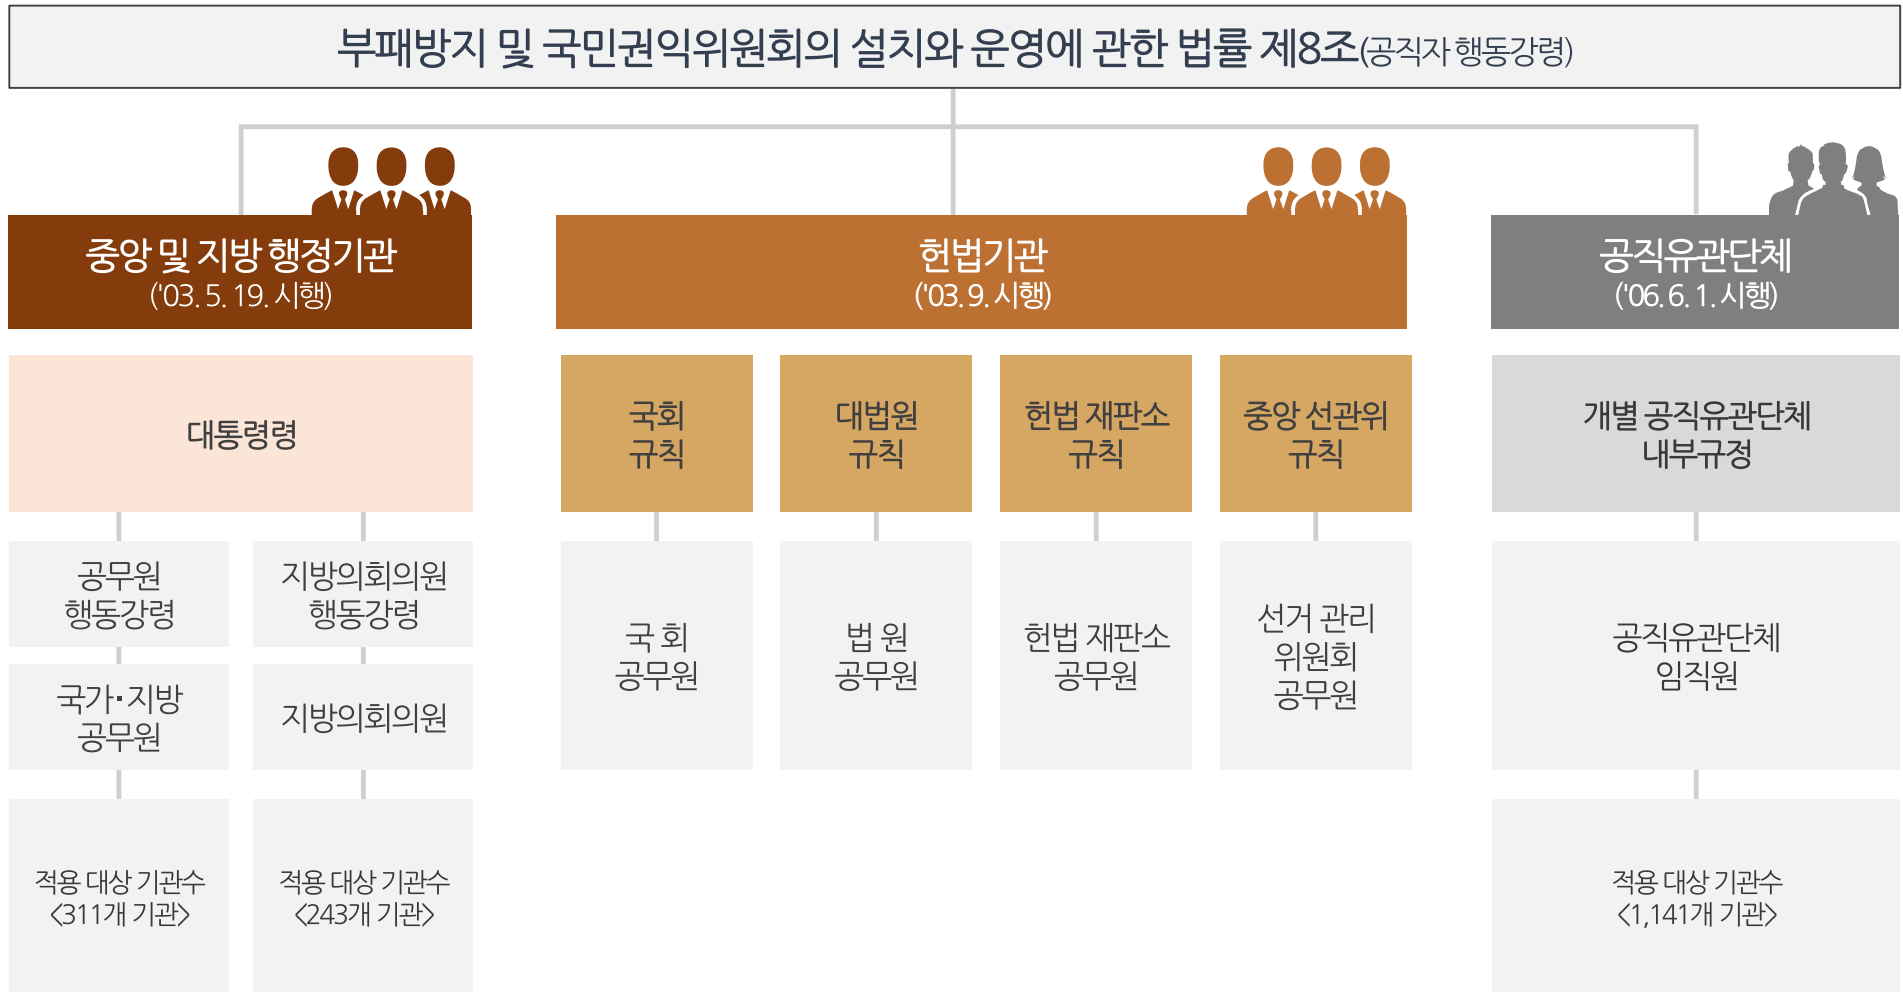 부패방지 및 국민권익위원회의 설치와 운영에 관한 법률 제8조(공직자 행동강령)
중앙 및 지방 행정기관
('03. 5. 19. 시행)
대통령령
공무원
행동강령
국가·지방
공무원
적용 대상 기관수
<311개 기관>
지방의회의원
행동강령
지방의회의원
적용 대상 기관수
<243개 기관>
헌법기관
('03. 9. 시행)
국회
규칙
국 회
공무원
대법원
규칙
법 원
공무원
헌법 재판소
규칙
헌법 재판소
공무원
중앙 선관위
규칙
선거 관리
위원회
공무원
공직유관단체
('06. 6. 1. 시행)
개별 공직유관단체
내부규정
공직유관단체
임직원
적용 대상 기관수
<1,141개 기관>